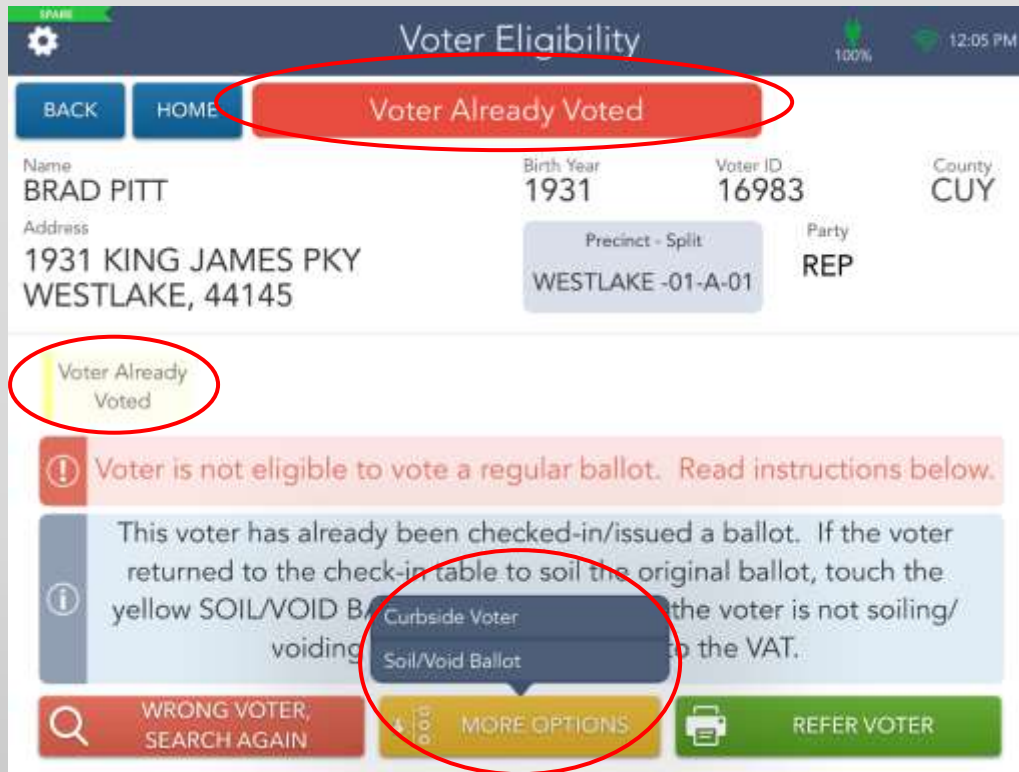 SPARE
Voter Eligibility
100%
12:05 PM
BACK
HOME
Voter Already Voted
Name
BRAD PITT
Birth Year
1931
Voter ID
16983
County
CUY
Address
1931 KING JAMES PKY
WESTLAKE, 44145
Precinct - Split
WESTLAKE -01-A-01
Party
REP
Voter Already
Voted
Voter is not eligible to vote a regular ballot. Read instructions below.
This voter has already been checked-in/issued a ballot. If the voter
returned to the check-in table to soil the original ballot, touch the
yellow SOIL/VOID the voter is not soiling/
voiding to the VAT.
Curbside Voter
Soil/Void Ballot
WRONG VOTER,
SEARCH AGAIN
MORE OPTIONS
REFER VOTER